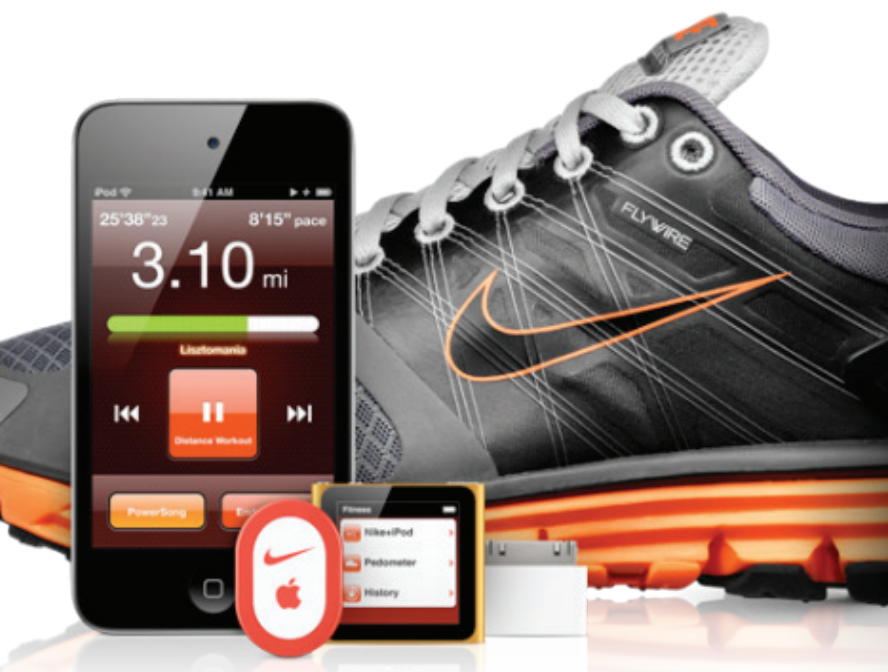 iPod 9:41 AM
25'38"23 8'15" pace
3.10 mi
Lisztomania
Distance Workout
PowerSong
FLYWIRE
Fitness
Nike+iPod
Pedometer
History